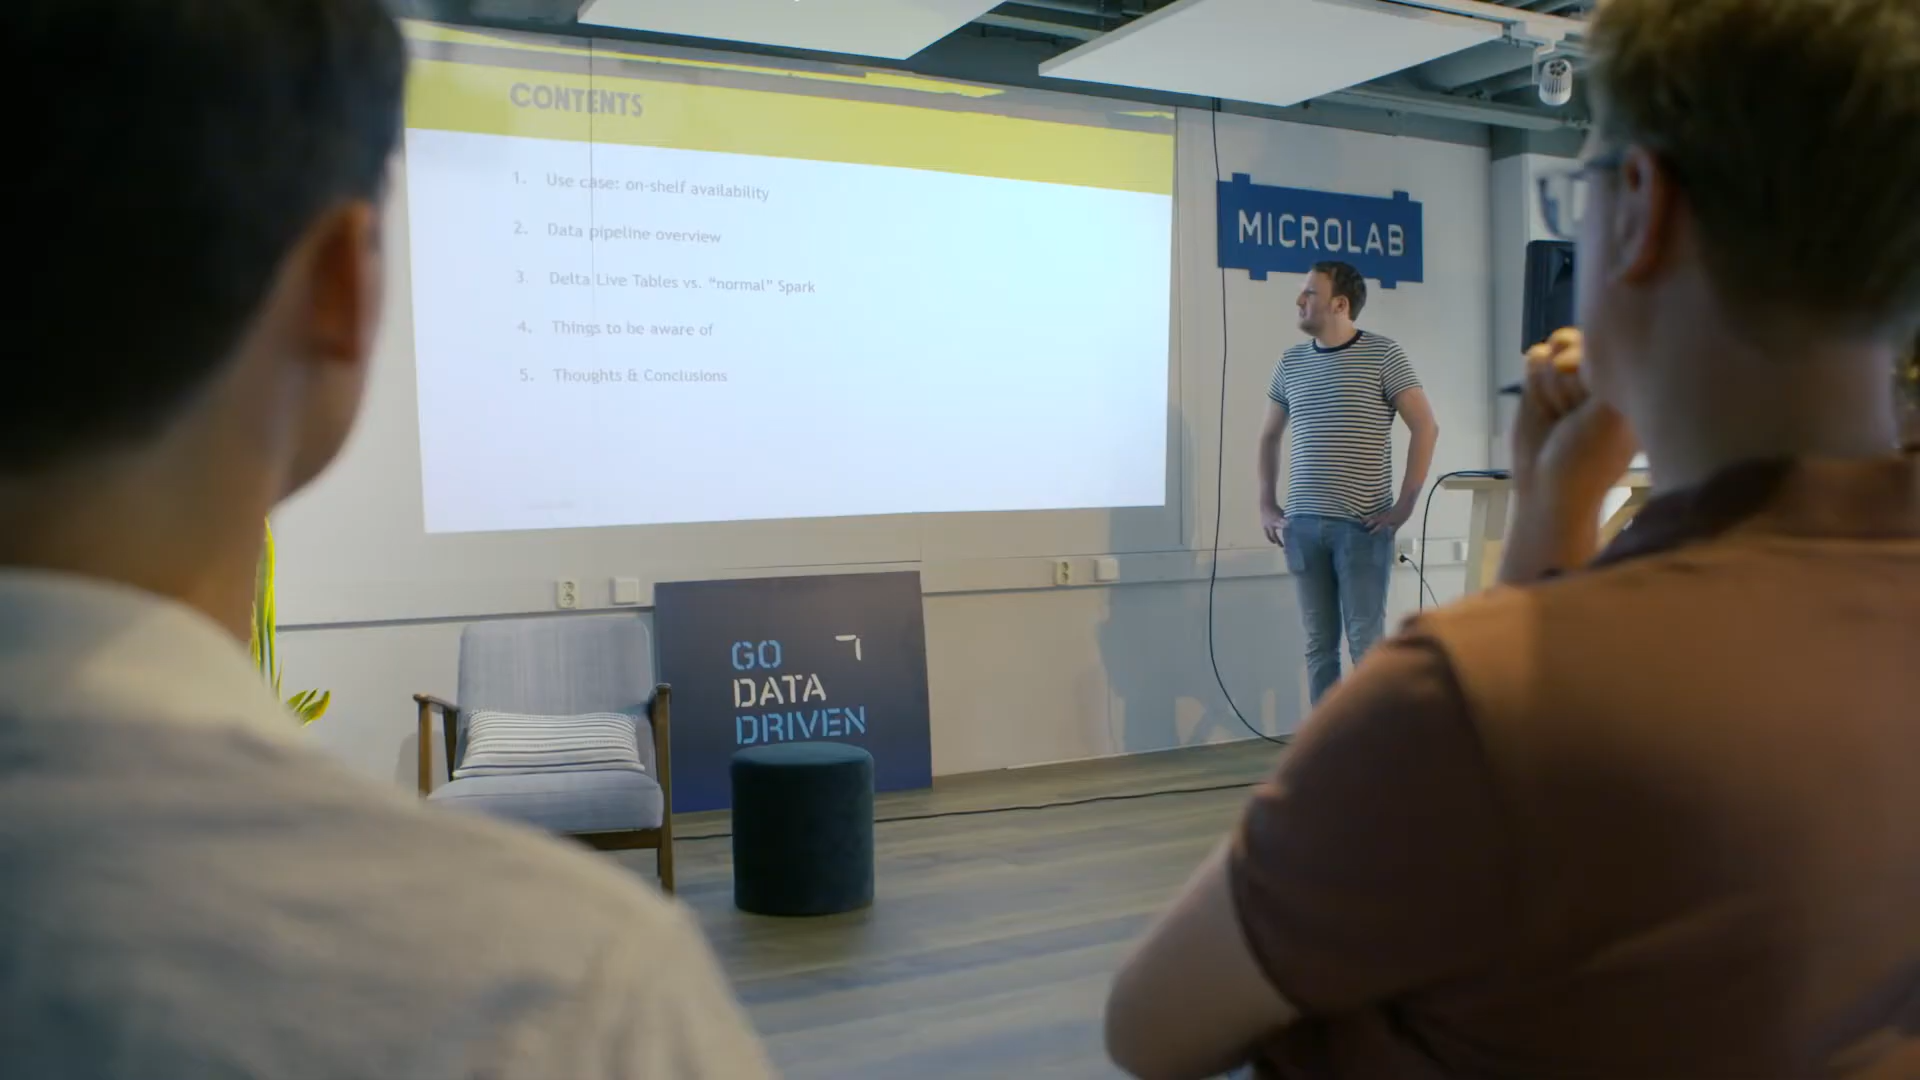 CONTENTS
1. Use case: on-shelf availability
2. Data pipeline overview
3. Delta Live Tables vs. “normal” Spark
4. Things to be aware of
5. Thoughts & Conclusions
MICROLAB
GO
DATA
DRIVEN